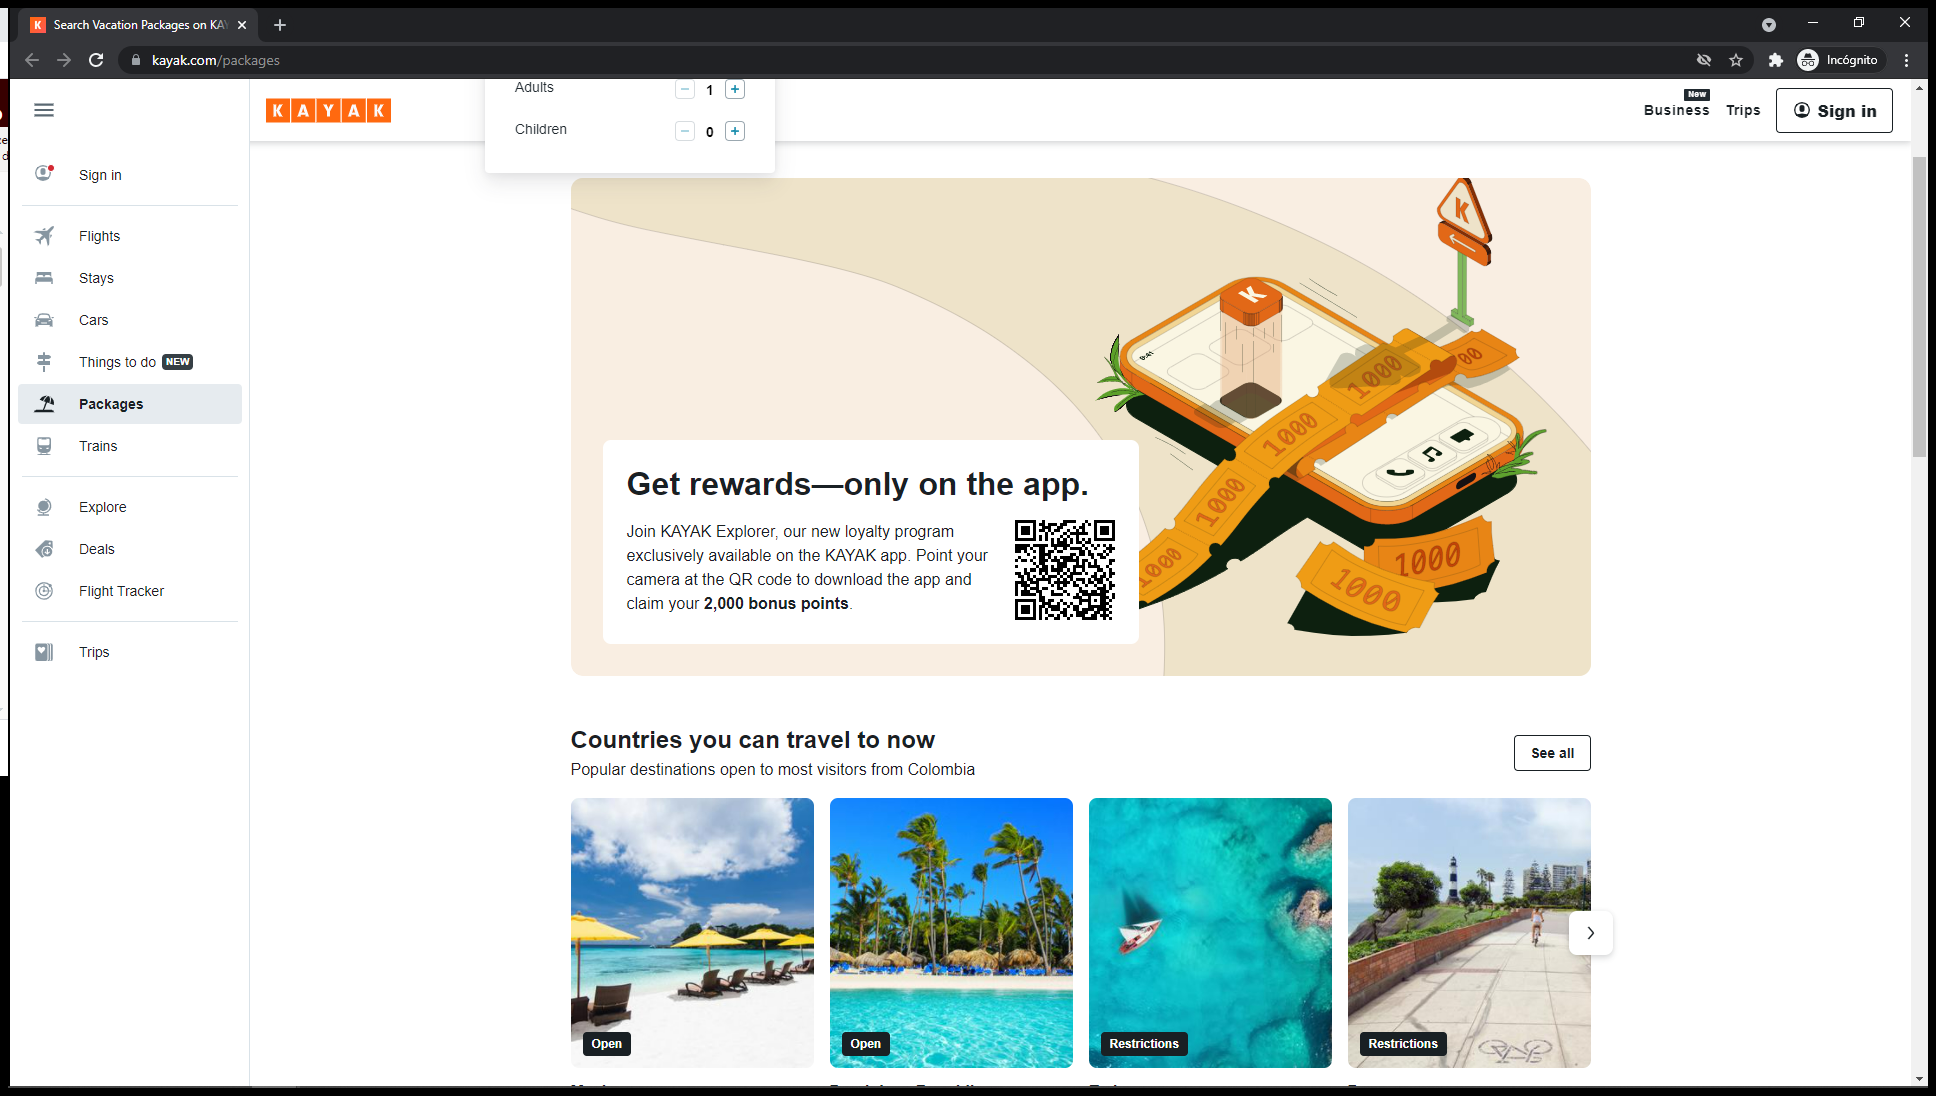 Search Vacation Packages on KAY
kayak.com/packages
Incógnito
KAYAK
Adults
1
Children
0
New
Business
Trips
Sign in
Sign in
Flights
Stays
Cars
Things to do NEW
Packages
Trains
Explore
Deals
Flight Tracker
Trips
K
K
9:41
1000
00
1000
1000
1000
1000
1000
Get rewards—only on the app.
Join KAYAK Explorer, our new loyalty program
exclusively available on the KAYAK app. Point your
camera at the QR code to download the app and
claim your 2,000 bonus points.
Countries you can travel to now
Popular destinations open to most visitors from Colombia
See all
Open
Open
Restrictions
Restrictions